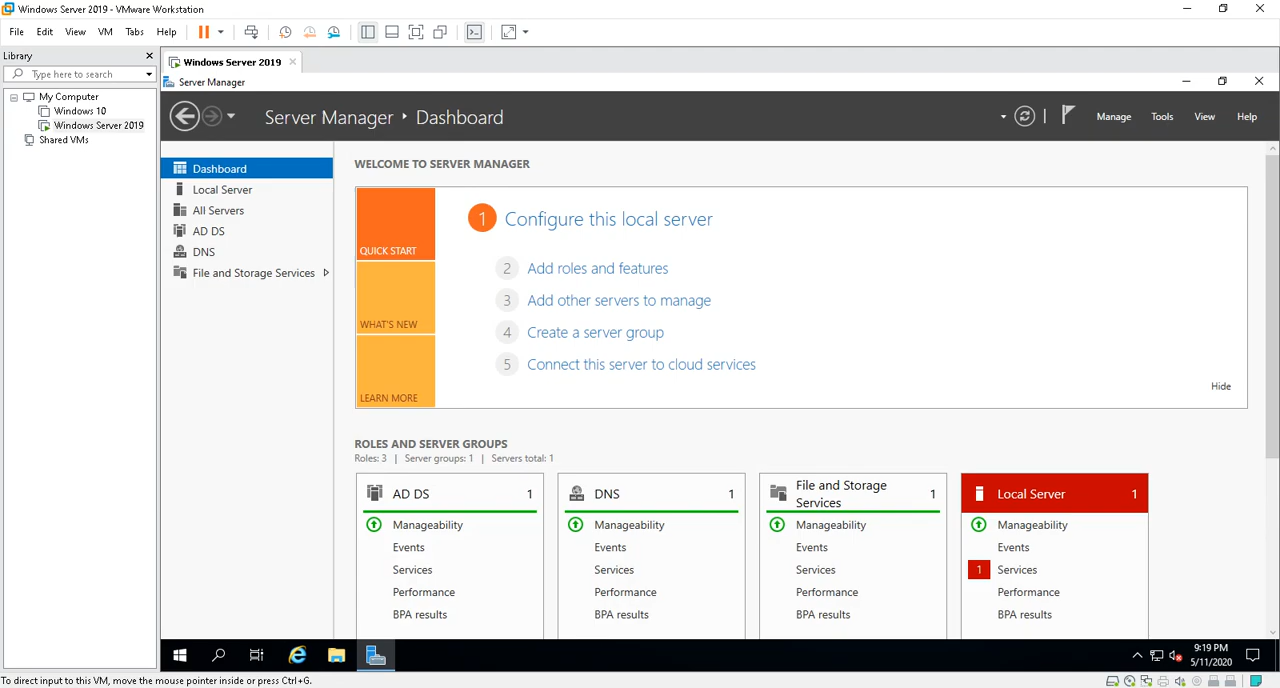 Windows Server 2019 - VMware Workstation
File Edit View VM Tabs Help
Library
Type here to search
My Computer
Windows 10
Windows Server 2019
Shared VMs
Windows Server 2019
Server Manager
Server Manager ‣ Dashboard
Manage Tools View Help
Dashboard
Local Server
All Servers
AD DS
DNS
File and Storage Services
WELCOME TO SERVER MANAGER
QUICK START
WHAT'S NEW
LEARN MORE
1 Configure this local server
2 Add roles and features
3 Add other servers to manage
4 Create a server group
5 Connect this server to cloud services
Hide
ROLES AND SERVER GROUPS
Roles: 3 | Server groups: 1 | Servers total: 1
AD DS 1
Manageability
Events
Services
Performance
BPA results
DNS 1
Manageability
Events
Services
Performance
BPA results
File and Storage
Services 1
Manageability
Events
Services
Performance
BPA results
Local Server 1
Manageability
Events
1 Services
Performance
BPA results
9:19 PM
5/11/2020
To direct input to this VM, move the mouse pointer inside or press Ctrl+G.